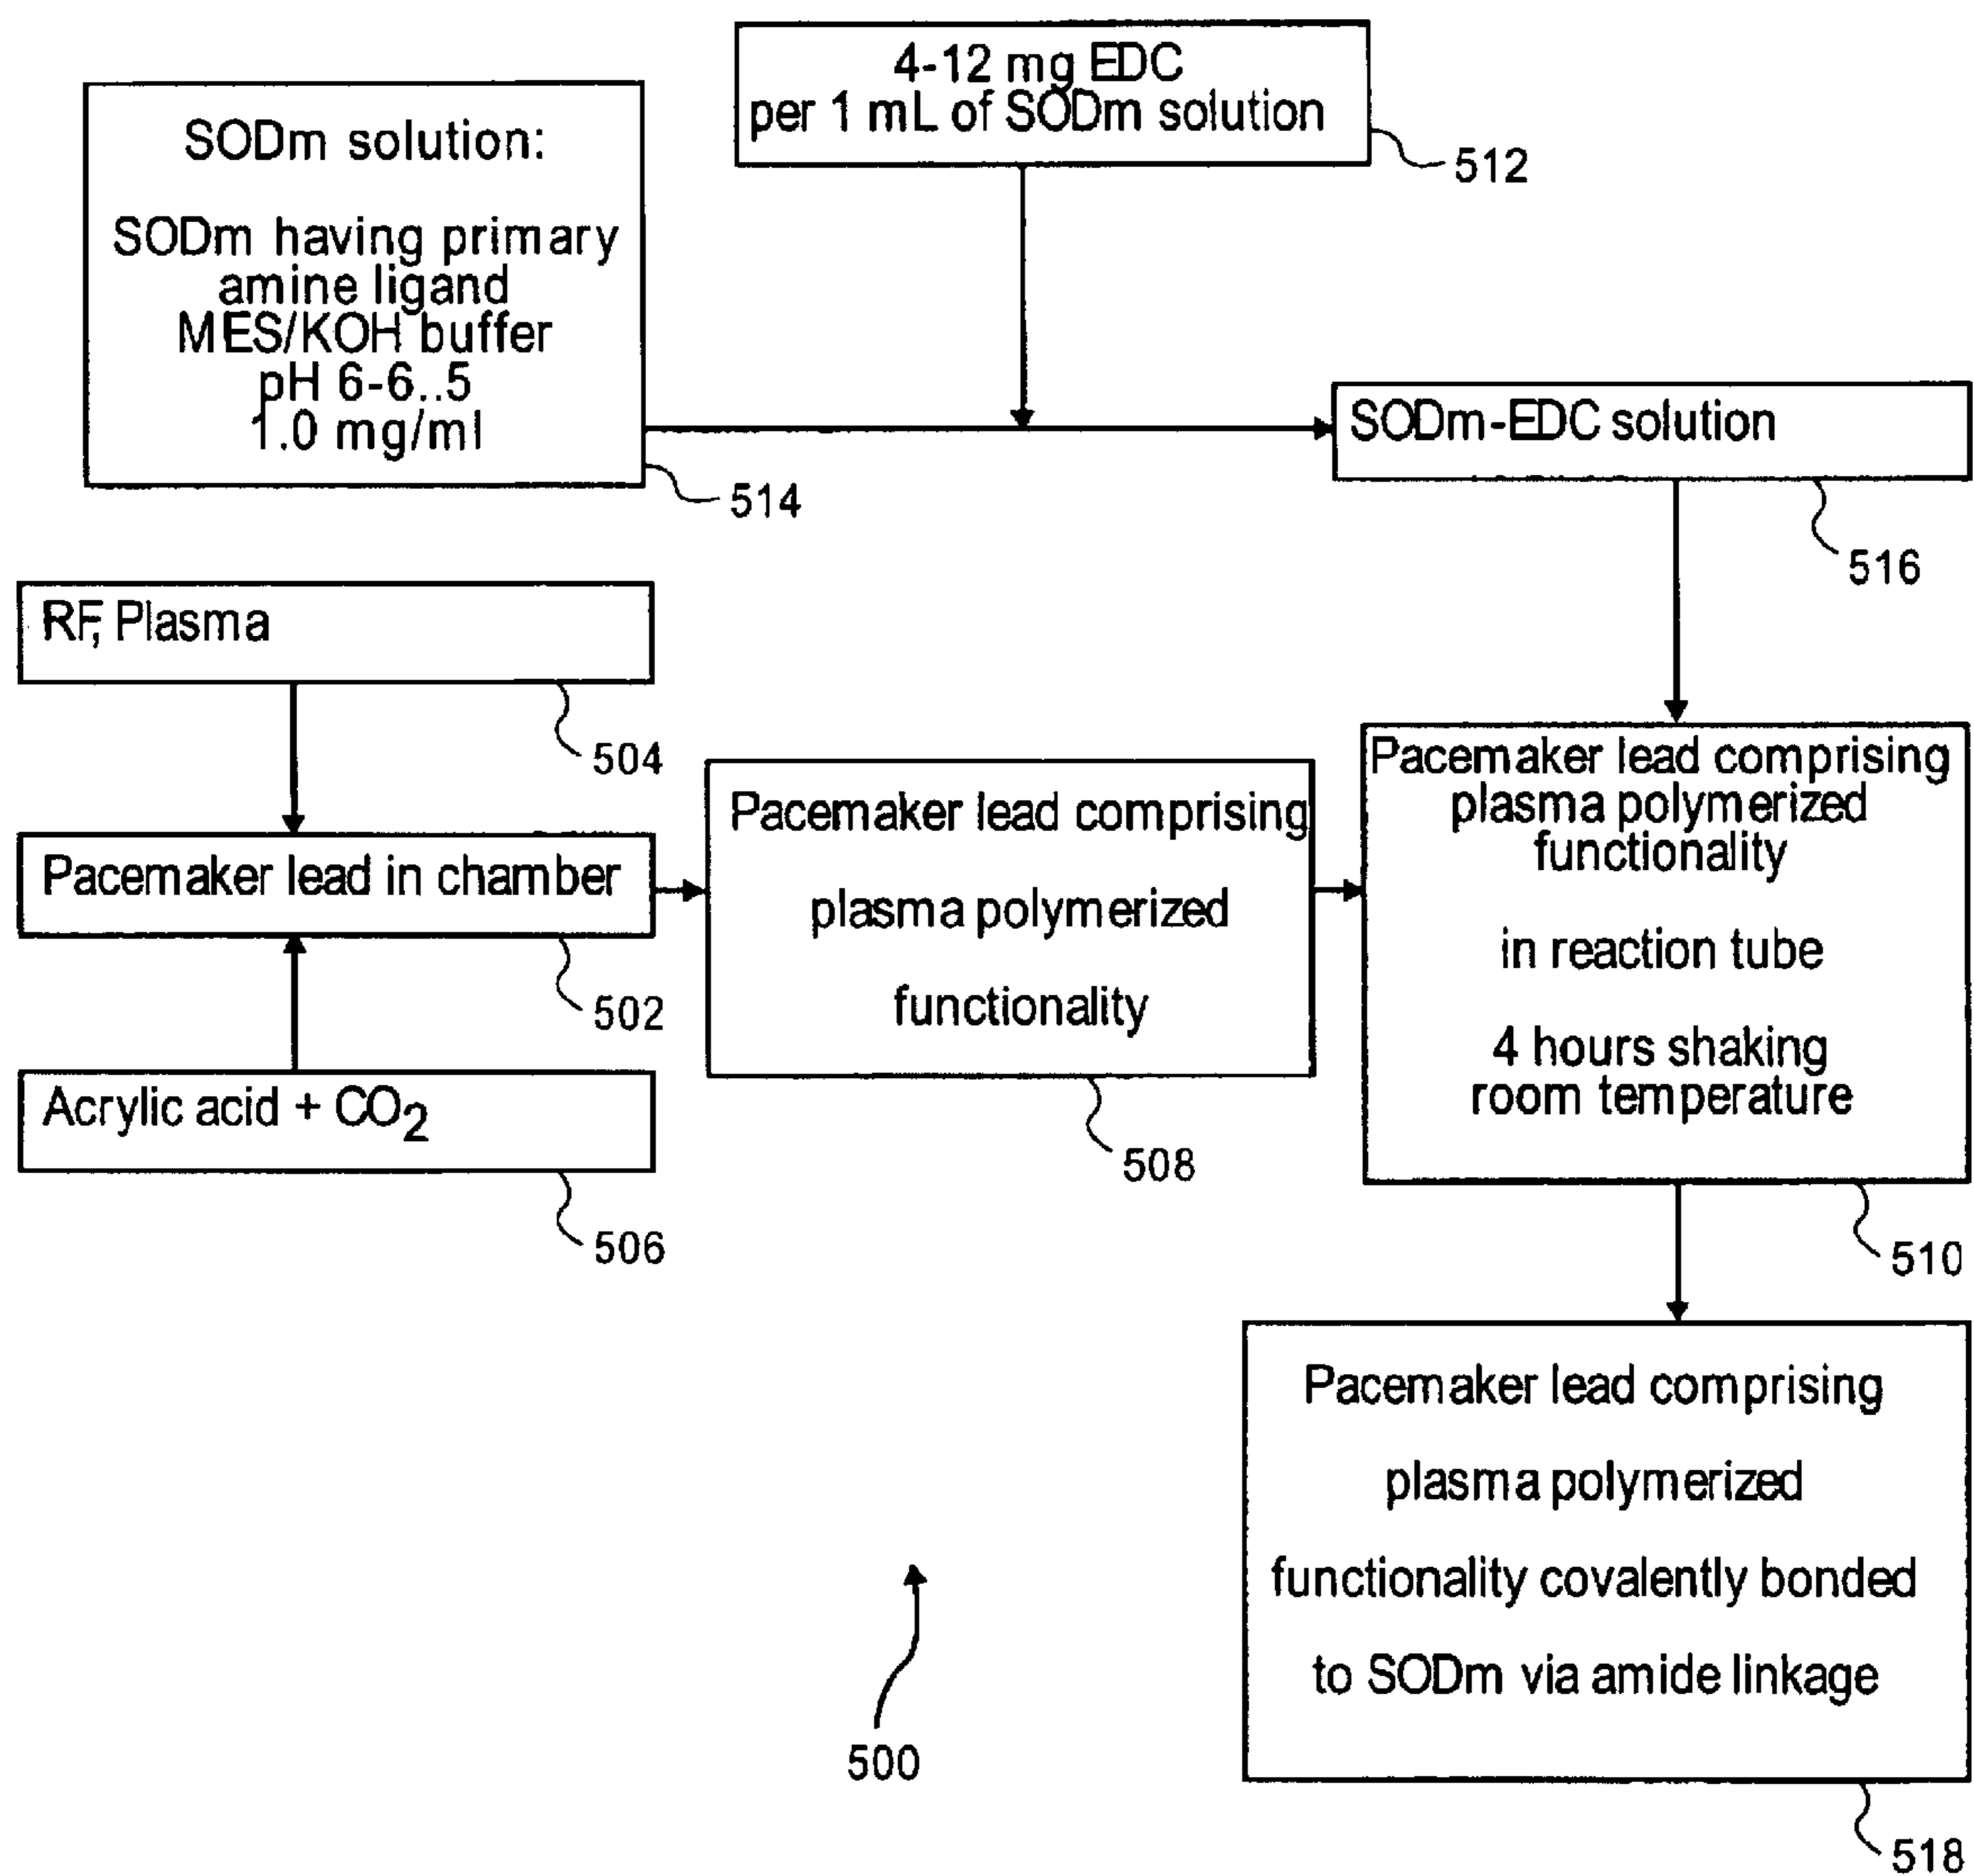 4-12 mg EDC
per 1 mL of SODm solution
512
SODm solution:
SODm having primary
amine ligand
MES/KOH buffer
pH 6-6..5
1.0 mg/ml
514
SODm-EDC solution
516
RF, Plasma
504
Pacemaker lead in chamber
502
Acrylic acid + CO₂
506
Pacemaker lead comprising
plasma polymerized
functionality
508
Pacemaker lead comprising
plasma polymerized
functionality
in reaction tube
4 hours shaking
room temperature
510
Pacemaker lead comprising
plasma polymerized
functionality covalently bonded
to SODm via amide linkage
518
500